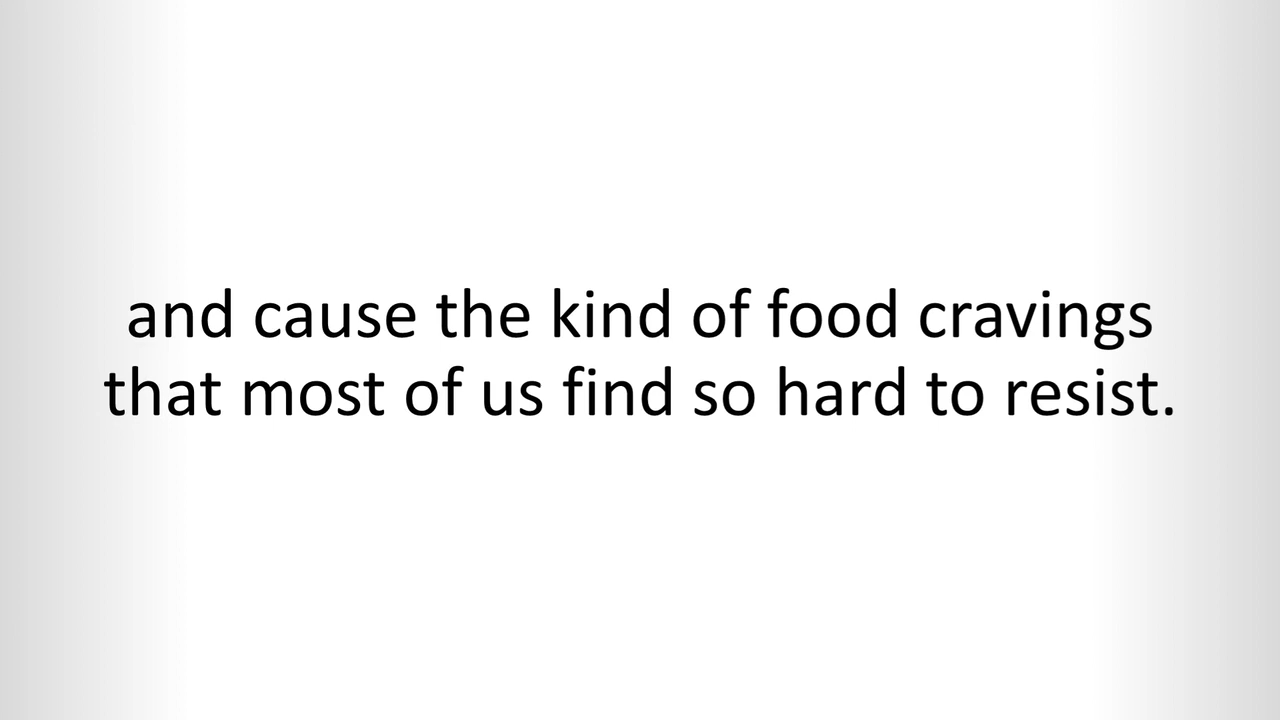 and cause the kind of food cravings
that most of us find so hard to resist.